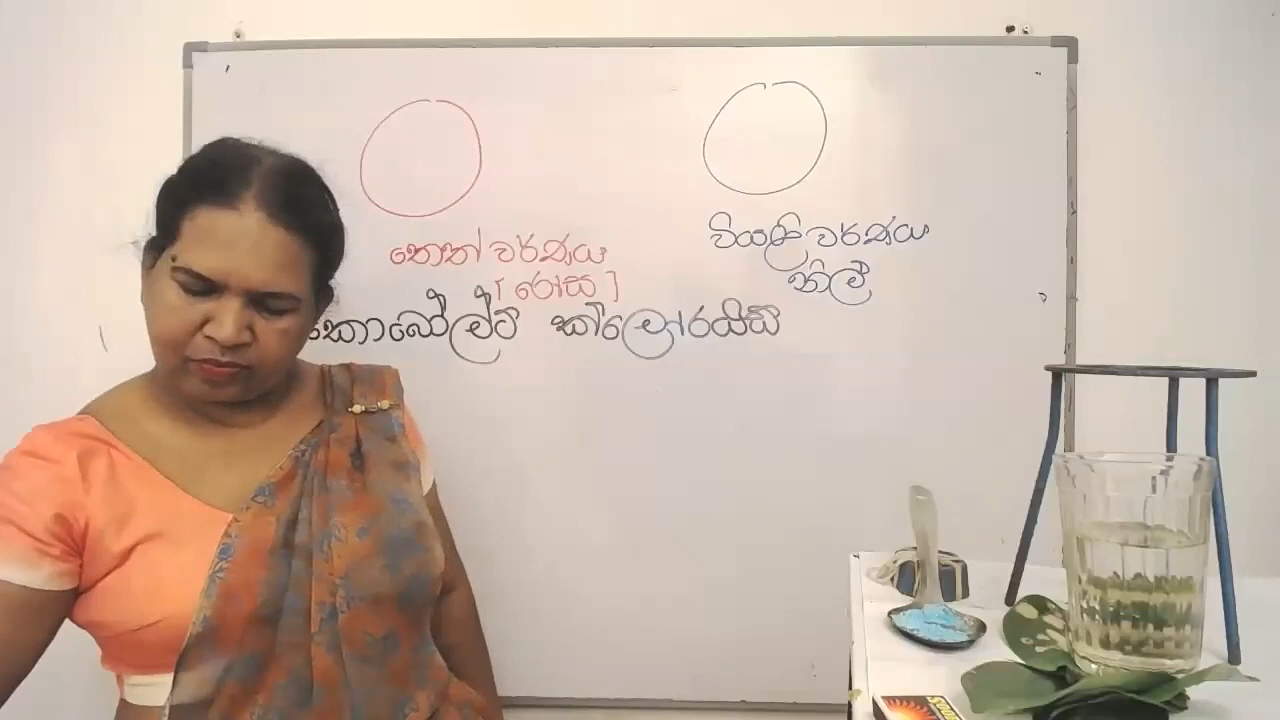 තෙත් වර්ණය
[ රෝස ]
වියළි වර්ණය
නිල්
කොබෝල්ට් ක්ලෝරයිඩ්